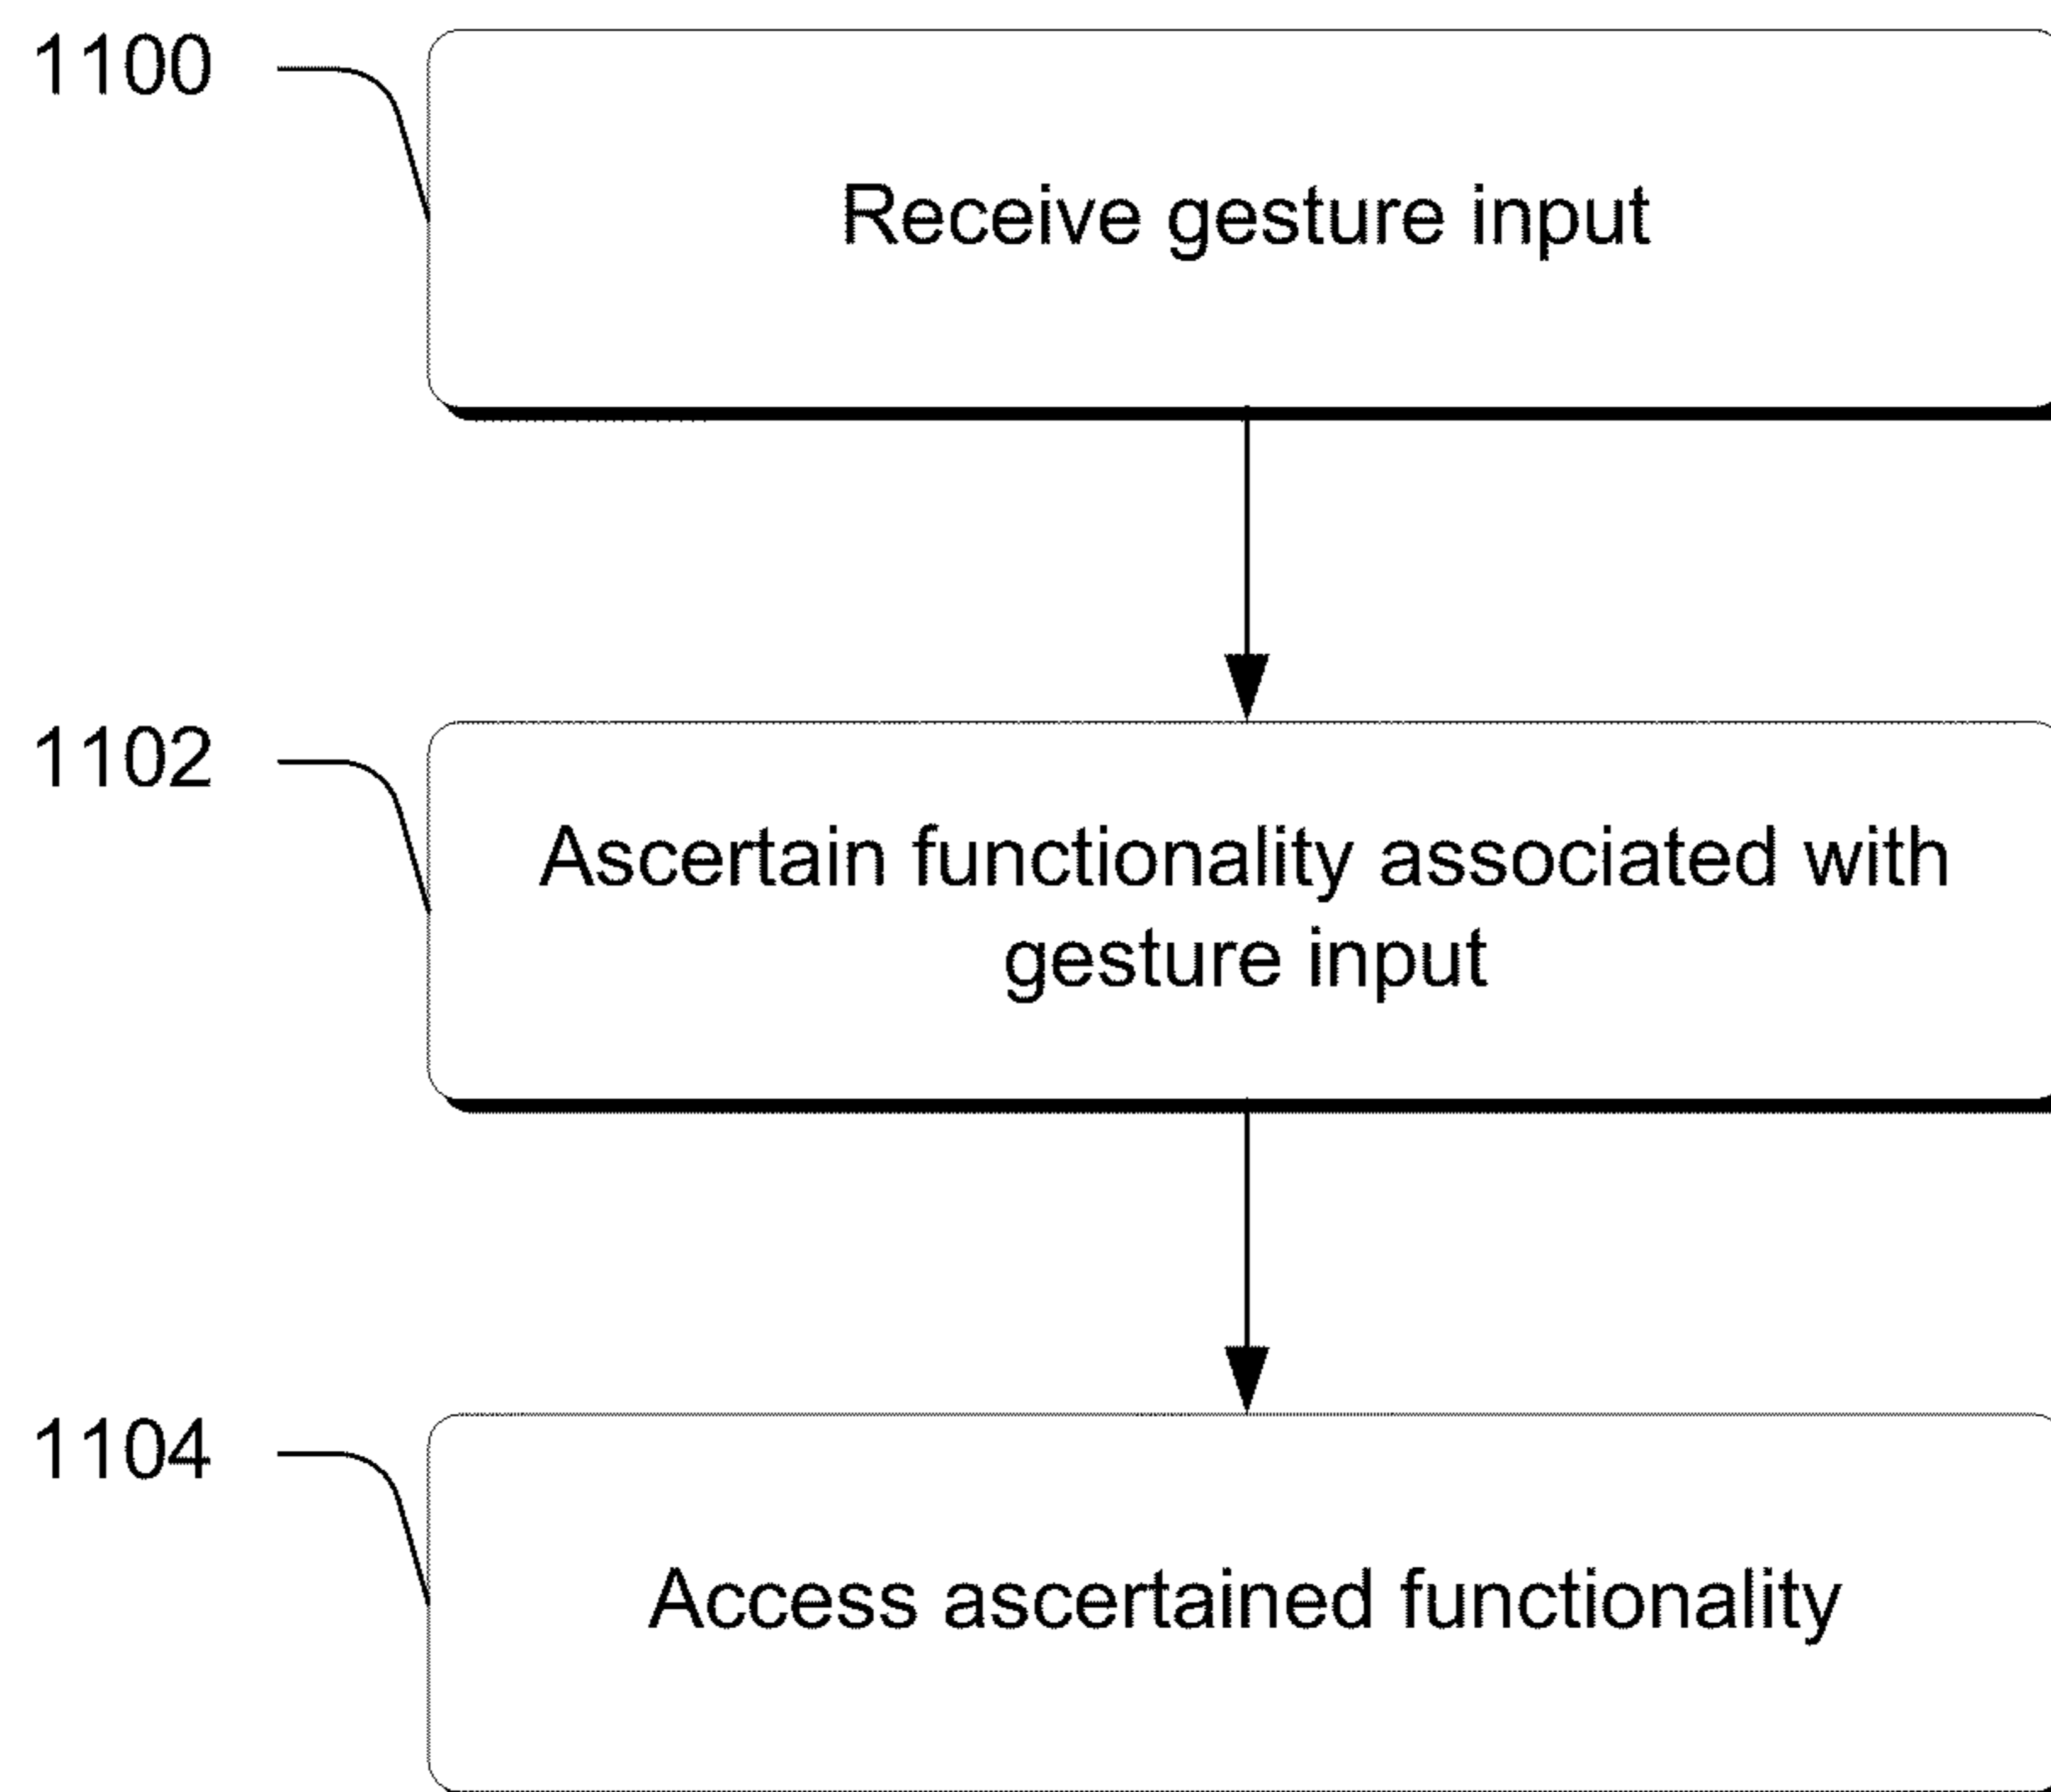 1100
Receive gesture input
1102
Ascertain functionality associated with
gesture input
1104
Access ascertained functionality